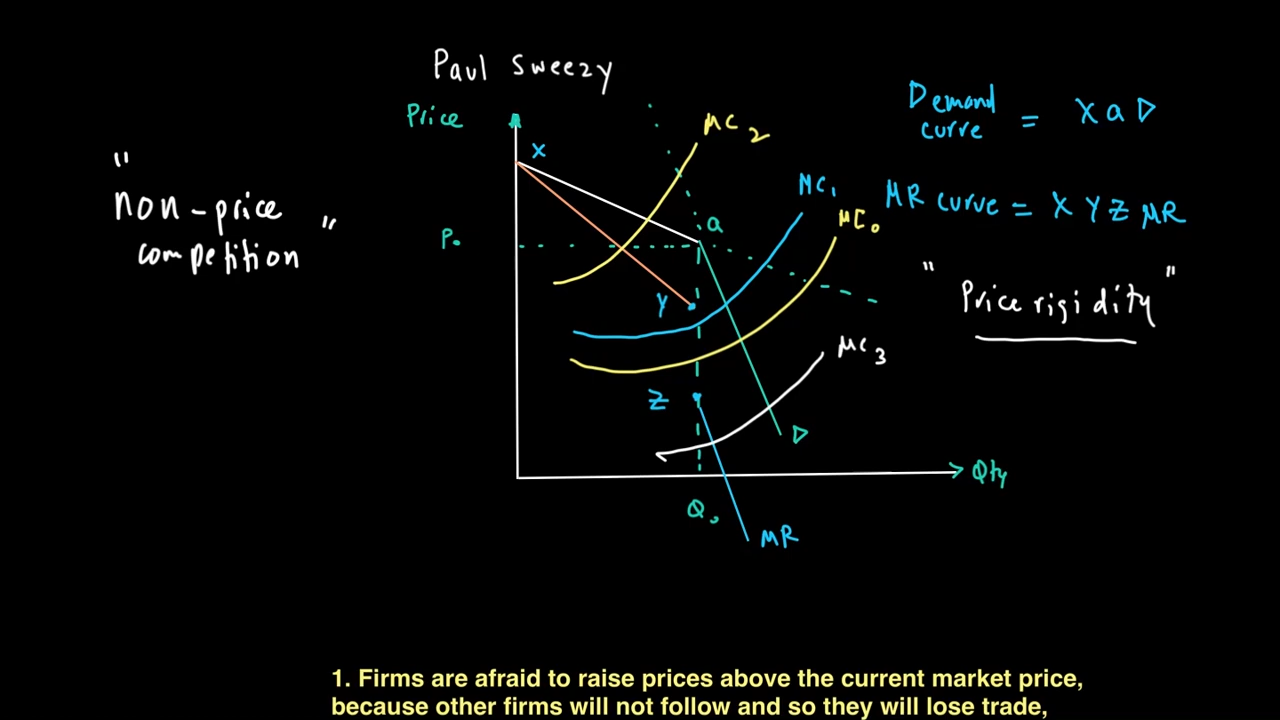 Paul Sweezy
Price
"
non-price
competition "
X
MC2
MC1
MC0
a
P0
Y
Z
MC3
D
Qty
Q0
MR
Demand
curve = X a D
MR curve = X Y Z MR
" Price rigidity "
1. Firms are afraid to raise prices above the current market price,
because other firms will not follow and so they will lose trade,